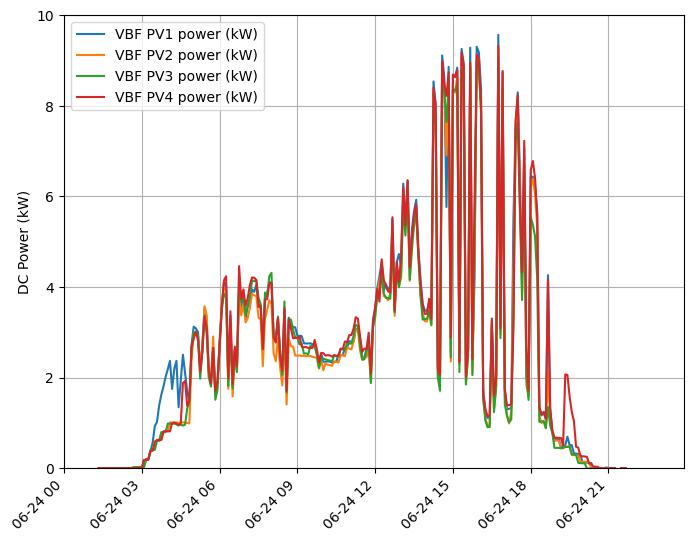 VBF PV1 power (kW)
VBF PV2 power (kW)
VBF PV3 power (kW)
VBF PV4 power (kW)
DC Power (kW)
10
8
6
4
2
0
06-24 00
06-24 03
06-24 06
06-24 09
06-24 12
06-24 15
06-24 18
06-24 21